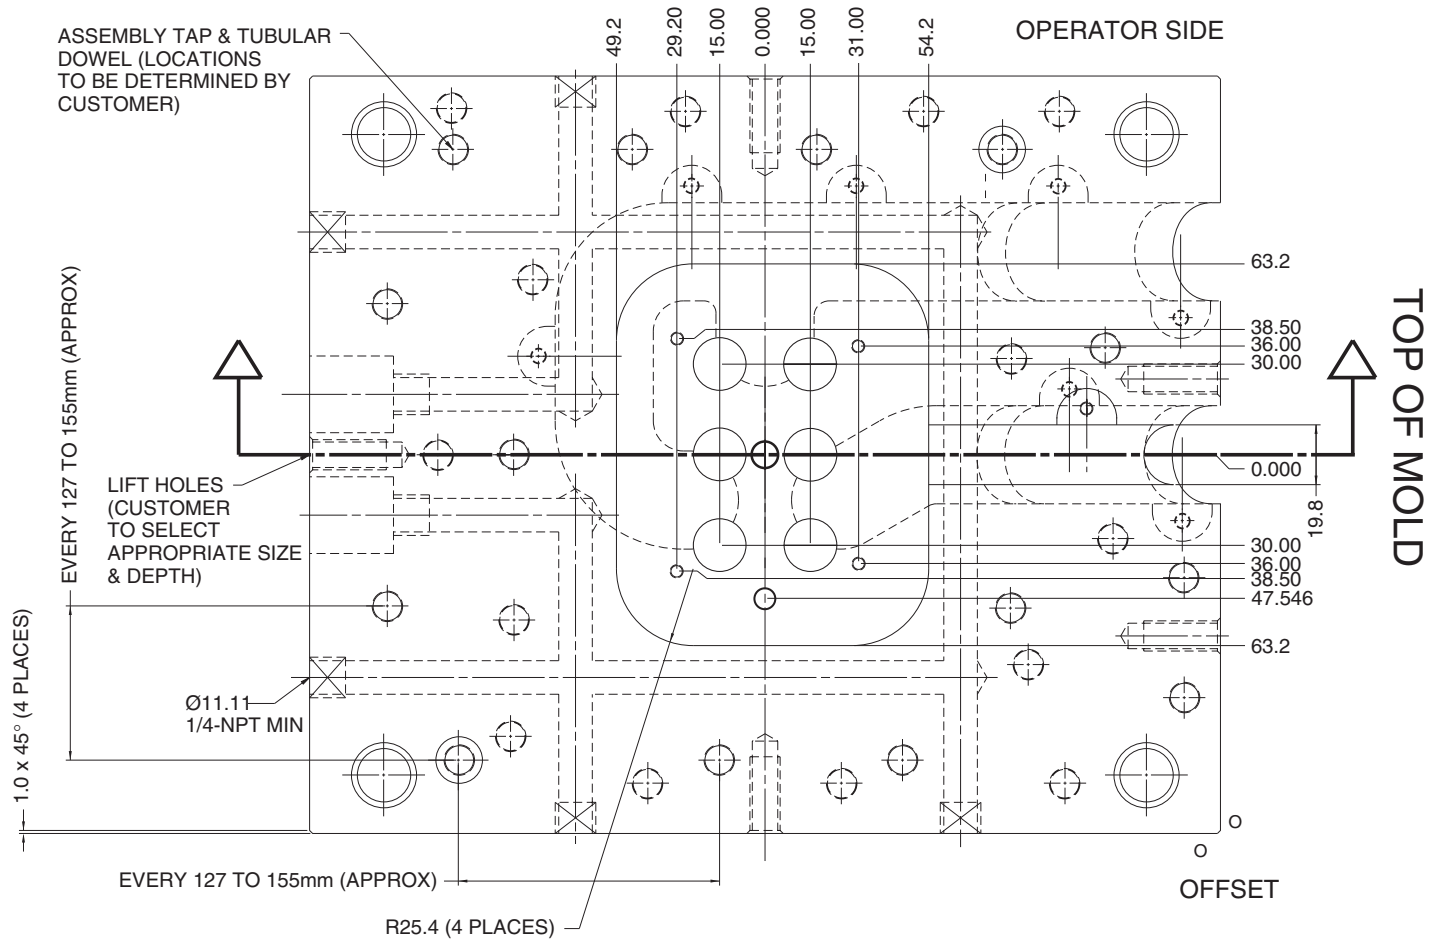 OPERATOR SIDE
49.2
29.20
15.00
0.000
15.00
31.00
54.2
ASSEMBLY TAP & TUBULAR
DOWEL (LOCATIONS
TO BE DETERMINED BY
CUSTOMER)
63.2
38.50
36.00
30.00
0.000
19.8
30.00
36.00
38.50
47.546
63.2
TOP OF MOLD
EVERY 127 TO 155mm (APPROX)
LIFT HOLES
(CUSTOMER
TO SELECT
APPROPRIATE SIZE
& DEPTH)
1.0 x 45° (4 PLACES)
Ø11.11
1/4-NPT MIN
EVERY 127 TO 155mm (APPROX)
R25.4 (4 PLACES)
O
O
OFFSET